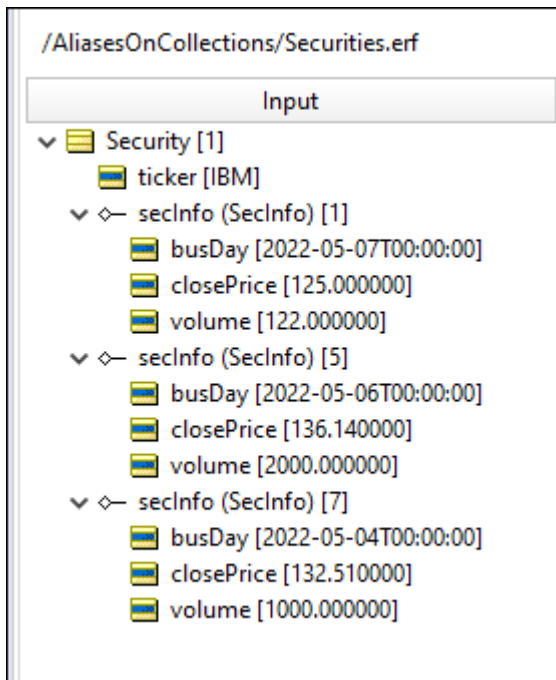 /AliasesOnCollections/Securities.erf
Input
Security [1]
ticker [IBM]
secInfo (SecInfo) [1]
busDay [2022-05-07T00:00:00]
closePrice [125.000000]
volume [122.000000]
secInfo (SecInfo) [5]
busDay [2022-05-06T00:00:00]
closePrice [136.140000]
volume [2000.000000]
secInfo (SecInfo) [7]
busDay [2022-05-04T00:00:00]
closePrice [132.510000]
volume [1000.000000]